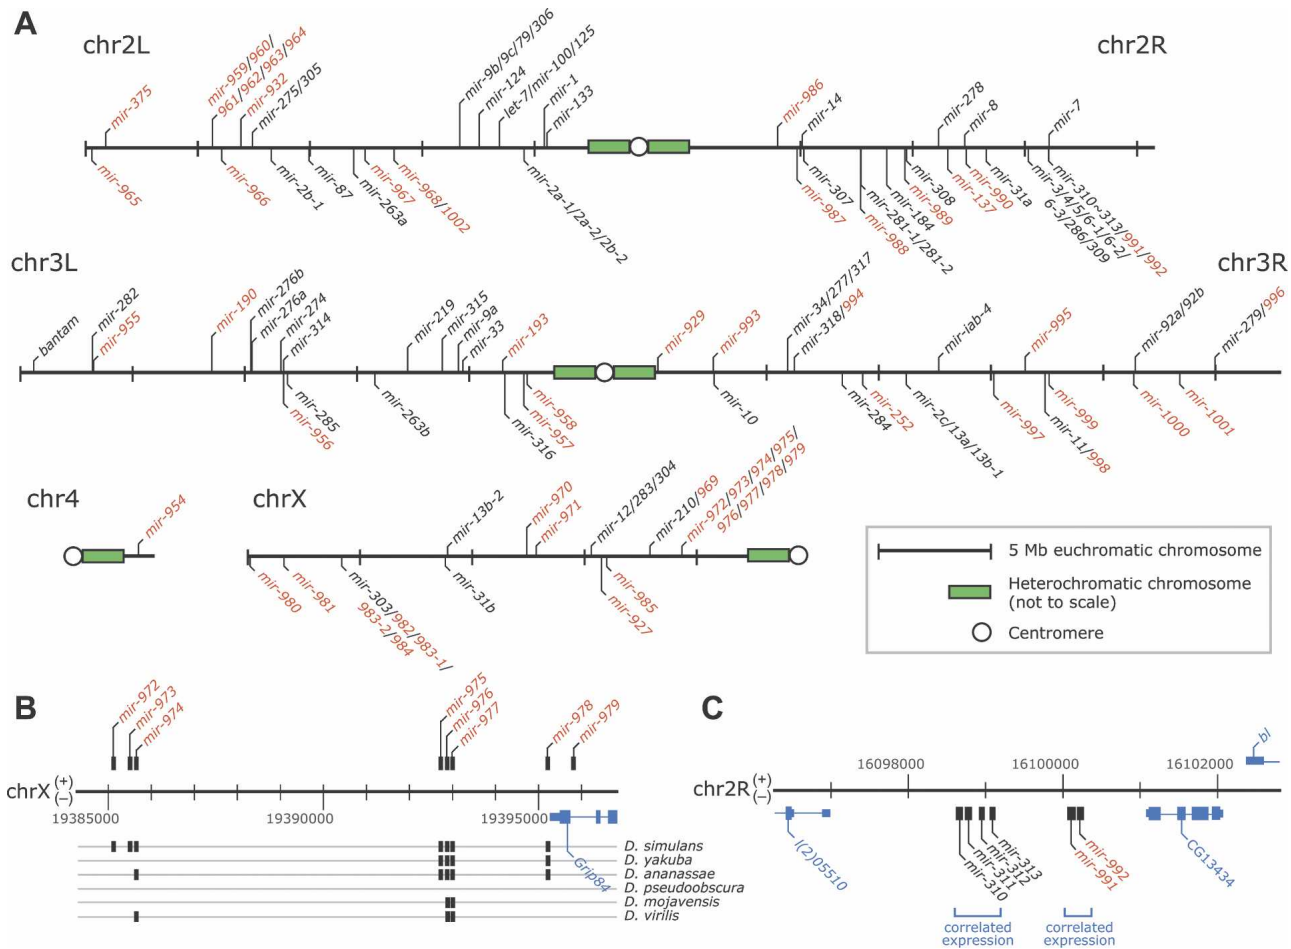 A
chr2L
chr2R
mir-375
mir-959/960/
961/962/963/964
mir-932
mir-275/305
mir-9b/9c/79/306
mir-124
let-7/mir-100/125
mir-1
mir-133
mir-986
mir-14
mir-278
mir-8
mir-7
mir-965
mir-966
mir-2b-1
mir-87
mir-263a
mir-967
mir-968/1002
mir-2a-1/2a-2/2b-2
mir-987
mir-307
mir-988
mir-281-1/281-2
mir-184
mir-989
mir-308
mir-137
mir-990
mir-31a
mir-3/4/5/6-1/6-2/
6-3/286/309
mir-310~313/991/992
chr3L
chr3R
bantam
mir-282
mir-955
mir-190
mir-276b
mir-276a
mir-274
mir-314
mir-219
mir-315
mir-9a
mir-33
mir-193
mir-929
mir-993
mir-34/277/317
mir-318/994
mir-iab-4
mir-995
mir-92a/92b
mir-279/996
mir-285
mir-956
mir-263b
mir-316
mir-957
mir-958
mir-10
mir-284
mir-252
mir-2c/13a/13b-1
mir-997
mir-11/998
mir-999
mir-1000
mir-1001
chr4
chrX
mir-954
mir-13b-2
mir-970
mir-971
mir-12/283/304
mir-210/969
mir-972/973/974/975/
976/977/978/979
mir-980
mir-981
mir-303/982/983-1/
983-2/984
mir-31b
mir-927
mir-985
5 Mb euchromatic chromosome
Heterochromatic chromosome
(not to scale)
Centromere
B
mir-972
mir-973
mir-974
mir-975
mir-976
mir-977
mir-978
mir-979
chrX (+)
(–)
19385000
19390000
19395000
Grip84
D. simulans
D. yakuba
D. ananassae
D. pseudoobscura
D. mojavensis
D. virilis
C
bl
16098000
16100000
16102000
chr2R (+)
(–)
l(2)05510
mir-310
mir-311
mir-312
mir-313
mir-991
mir-992
CG13434
correlated
expression
correlated
expression